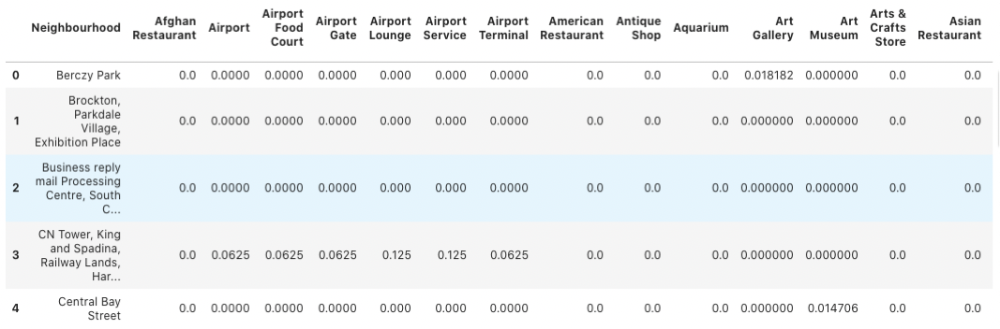 Neighbourhood Afghan Restaurant Airport Airport Food Court Airport Gate Airport Lounge Airport Service Airport Terminal American Restaurant Antique Shop Aquarium Art Gallery Art Museum Arts & Crafts Store Asian Restaurant
0 Berczy Park 0.0 0.0000 0.0000 0.0000 0.000 0.000 0.0000 0.0 0.0 0.0 0.018182 0.000000 0.0 0.0
1 Brockton, Parkdale Village, Exhibition Place 0.0 0.0000 0.0000 0.0000 0.000 0.000 0.0000 0.0 0.0 0.0 0.000000 0.000000 0.0 0.0
2 Business reply mail Processing Centre, South C... 0.0 0.0000 0.0000 0.0000 0.000 0.000 0.0000 0.0 0.0 0.0 0.000000 0.000000 0.0 0.0
3 CN Tower, King and Spadina, Railway Lands, Har... 0.0 0.0625 0.0625 0.0625 0.125 0.125 0.0625 0.0 0.0 0.0 0.000000 0.000000 0.0 0.0
4 Central Bay Street 0.0 0.0000 0.0000 0.0000 0.000 0.000 0.0000 0.0 0.0 0.0 0.000000 0.014706 0.0 0.0